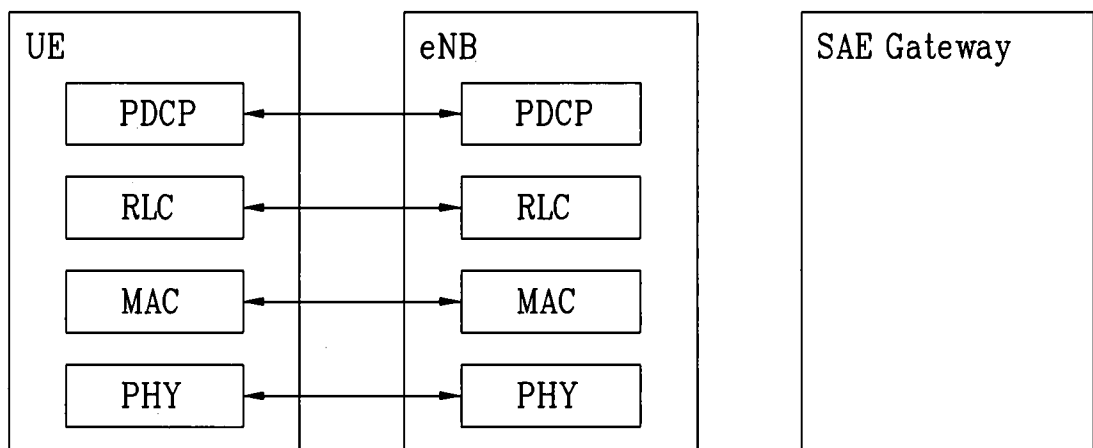 UE
eNB
SAE Gateway
PDCP
PDCP
RLC
RLC
MAC
MAC
PHY
PHY